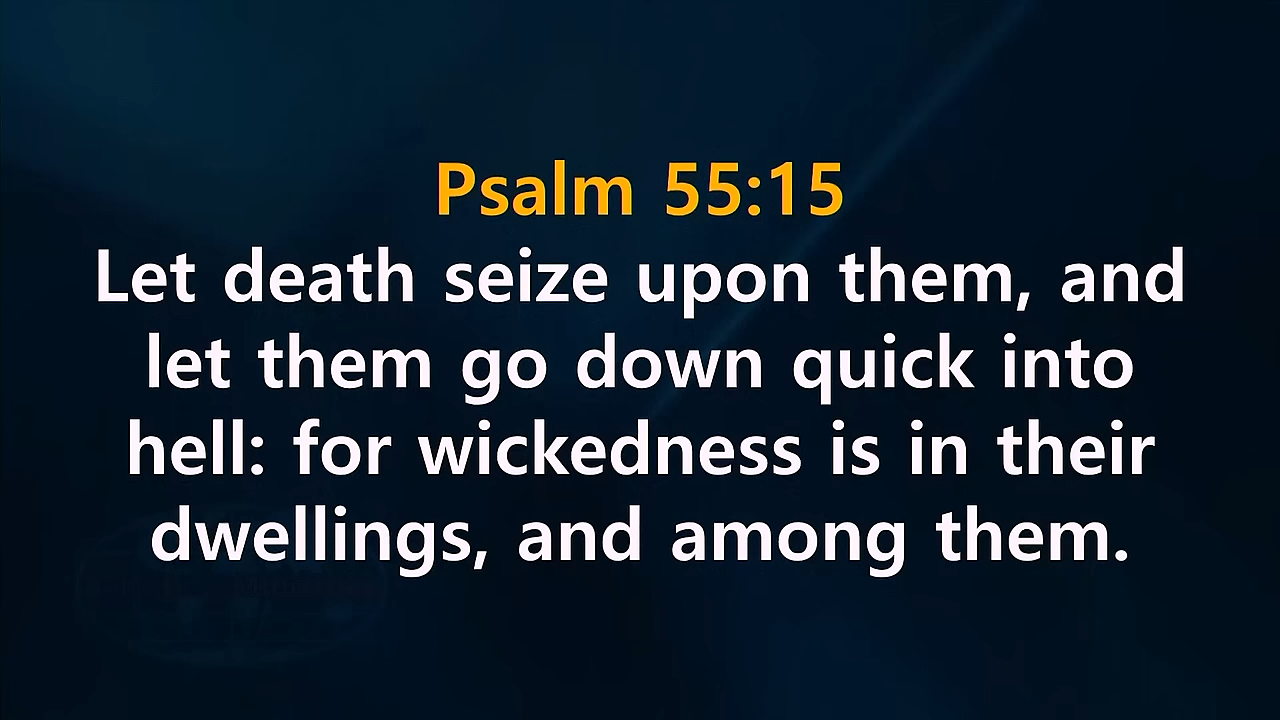 Psalm 55:15
Let death seize upon them, and
let them go down quick into
hell: for wickedness is in their
dwellings, and among them.